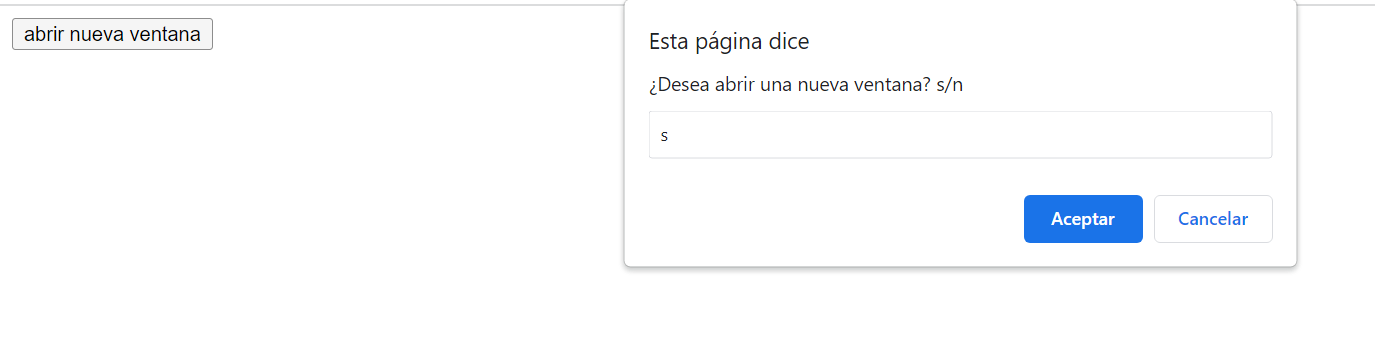 abrir nueva ventana
Esta página dice
¿Desea abrir una nueva ventana? s/n
s
Aceptar
Cancelar